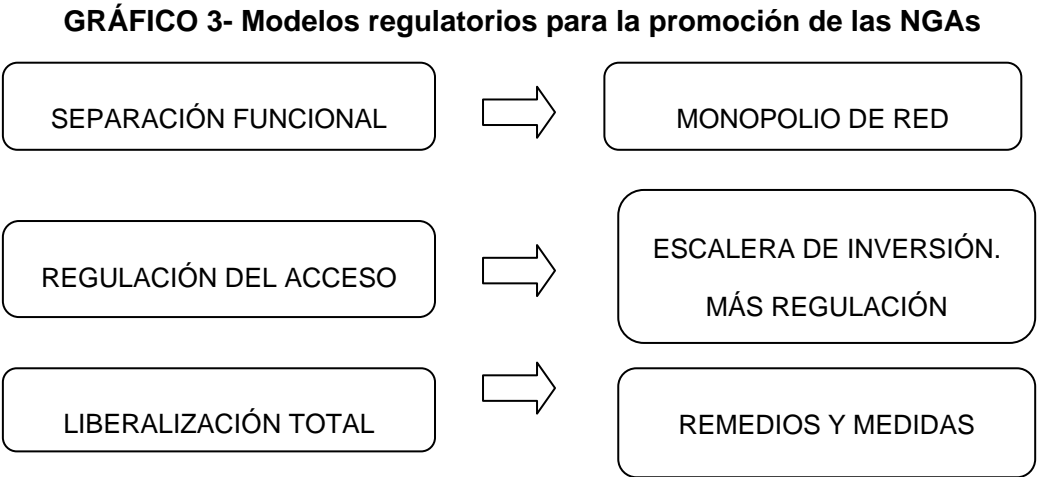 GRÁFICO 3- Modelos regulatorios para la promoción de las NGAs
SEPARACIÓN FUNCIONAL
MONOPOLIO DE RED
REGULACIÓN DEL ACCESO
ESCALERA DE INVERSIÓN.
MÁS REGULACIÓN
LIBERALIZACIÓN TOTAL
REMEDIOS Y MEDIDAS